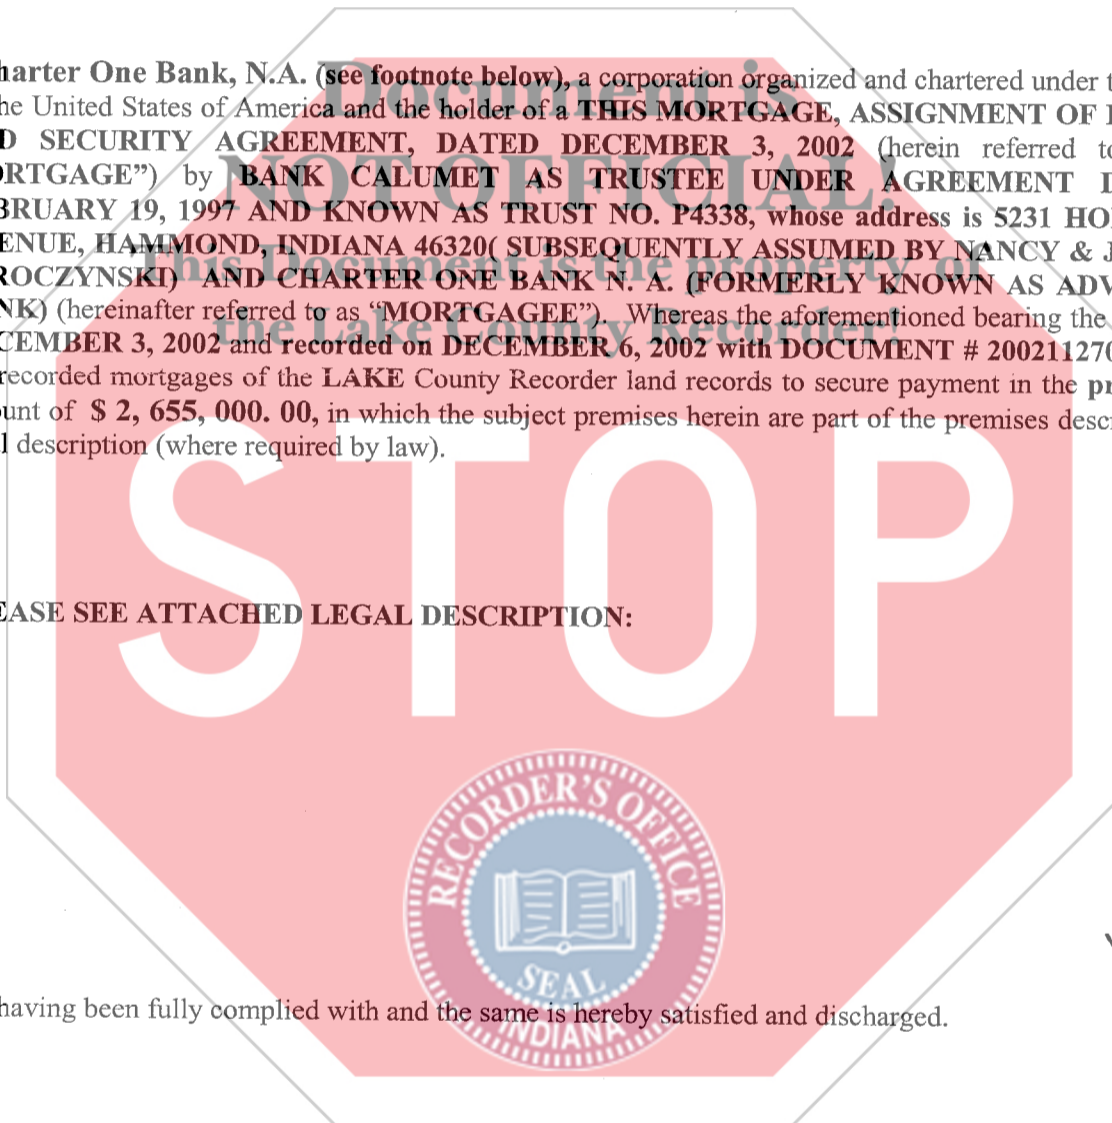 harter One Bank, N.A. (see footnote below), a corporation organized and chartered under t
he United States of America and the holder of a THIS MORTGAGE, ASSIGNMENT OF
D SECURITY AGREEMENT, DATED DECEMBER 3, 2002 (herein referred to
RTGAGE”) by BANK CALUMET AS TRUSTEE UNDER AGREEMENT D
BRUARY 19, 1997 AND KNOWN AS TRUST NO. P4338, whose address is 5231 HO
ENUE, HAMMOND, INDIANA 46320( SUBSEQUENTLY ASSUMED BY NANCY & J
ROCZYNSKI) AND CHARTER ONE BANK N. A. (FORMERLY KNOWN AS ADV
NK) (hereinafter referred to as “MORTGAGEE”). Whereas the aforementioned bearing the
CEMBER 3, 2002 and recorded on DECEMBER 6, 2002 with DOCUMENT # 200211270
recorded mortgages of the LAKE County Recorder land records to secure payment in the pr
unt of $ 2, 655, 000. 00, in which the subject premises herein are part of the premises descr
l description (where required by law).
Document is
NOT OFFICIAL!
This Document is the property of
the Lake County Recorder!
STOP
EASE SEE ATTACHED LEGAL DESCRIPTION:
RECORDER'S OFFICE
SEAL
INDIANA
having been fully complied with and the same is hereby satisfied and discharged.